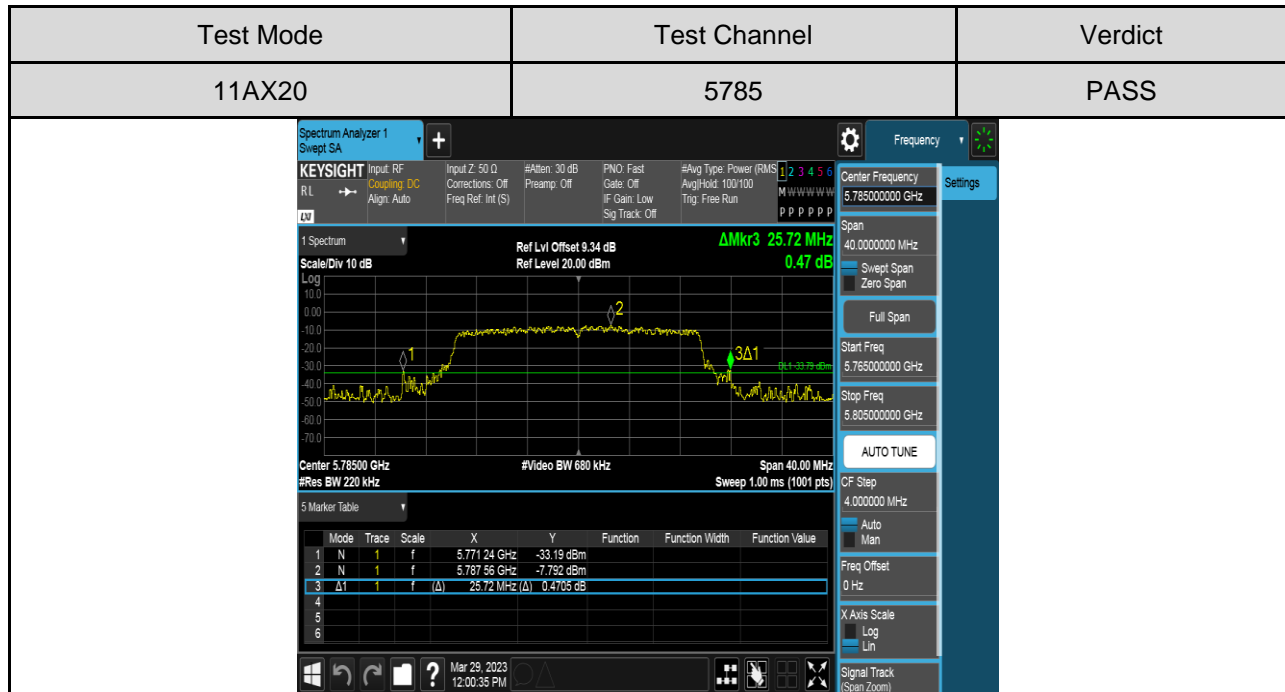 Test Mode Test Channel Verdict
11AX20 5785 PASS
Spectrum Analyzer 1
Swept SA
+
Frequency
KEYSIGHT Input: RF Input Z: 50 Ω #Atten: 30 dB PNO: Fast #Avg Type: Power (RMS 1 2 3 4 5 6
RL Coupling: DC Corrections: Off Preamp: Off Gate: Off Avg|Hold: 100/100 M W W W W W
Align: Auto Freq Ref: Int (S) IF Gain: Low Trig: Free Run
LXI Sig Track: Off P P P P P P
Center Frequency
5.785000000 GHz
Settings
1 Spectrum Ref Lvl Offset 9.34 dB ΔMkr3 25.72 MHz
Scale/Div 10 dB Ref Level 20.00 dBm 0.47 dB
Log
10.0
0.00
-10.0
-20.0
-30.0
-40.0
-50.0
-60.0
-70.0
1
2
3Δ1
DL1 -33.79 dBm
Center 5.78500 GHz #Video BW 680 kHz Span 40.00 MHz
#Res BW 220 kHz Sweep 1.00 ms (1001 pts)
Span
40.0000000 MHz
Swept Span
Zero Span
Full Span
Start Freq
5.765000000 GHz
Stop Freq
5.805000000 GHz
AUTO TUNE
CF Step
4.000000 MHz
Auto
Man
Freq Offset
0 Hz
X Axis Scale
Log
Lin
Signal Track
(Span Zoom)
5 Marker Table
Mode Trace Scale X Y Function Function Width Function Value
1 N 1 f 5.771 24 GHz -33.19 dBm
2 N 1 f 5.787 56 GHz -7.792 dBm
3 Δ1 1 f (Δ) 25.72 MHz (Δ) 0.4705 dB
4
5
6
? Mar 29, 2023
12:00:35 PM